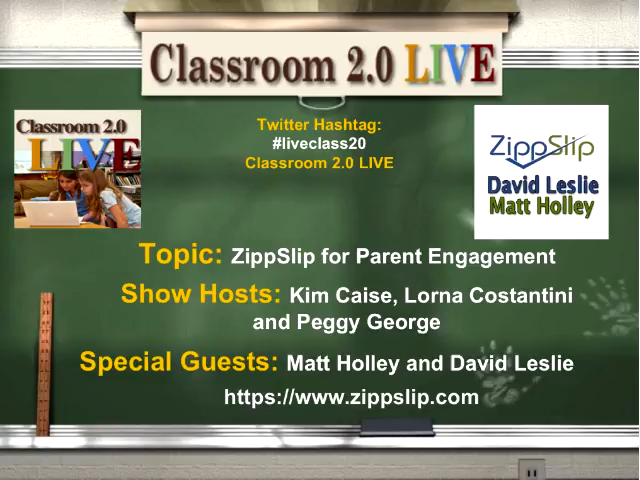 Classroom 2.0 LIVE
Classroom 2.0
LIVE
Twitter Hashtag:
#liveclass20
Classroom 2.0 LIVE
ZippSlip
David Leslie
Matt Holley
Topic: ZippSlip for Parent Engagement
Show Hosts: Kim Caise, Lorna Costantini
and Peggy George
Special Guests: Matt Holley and David Leslie
https://www.zippslip.com